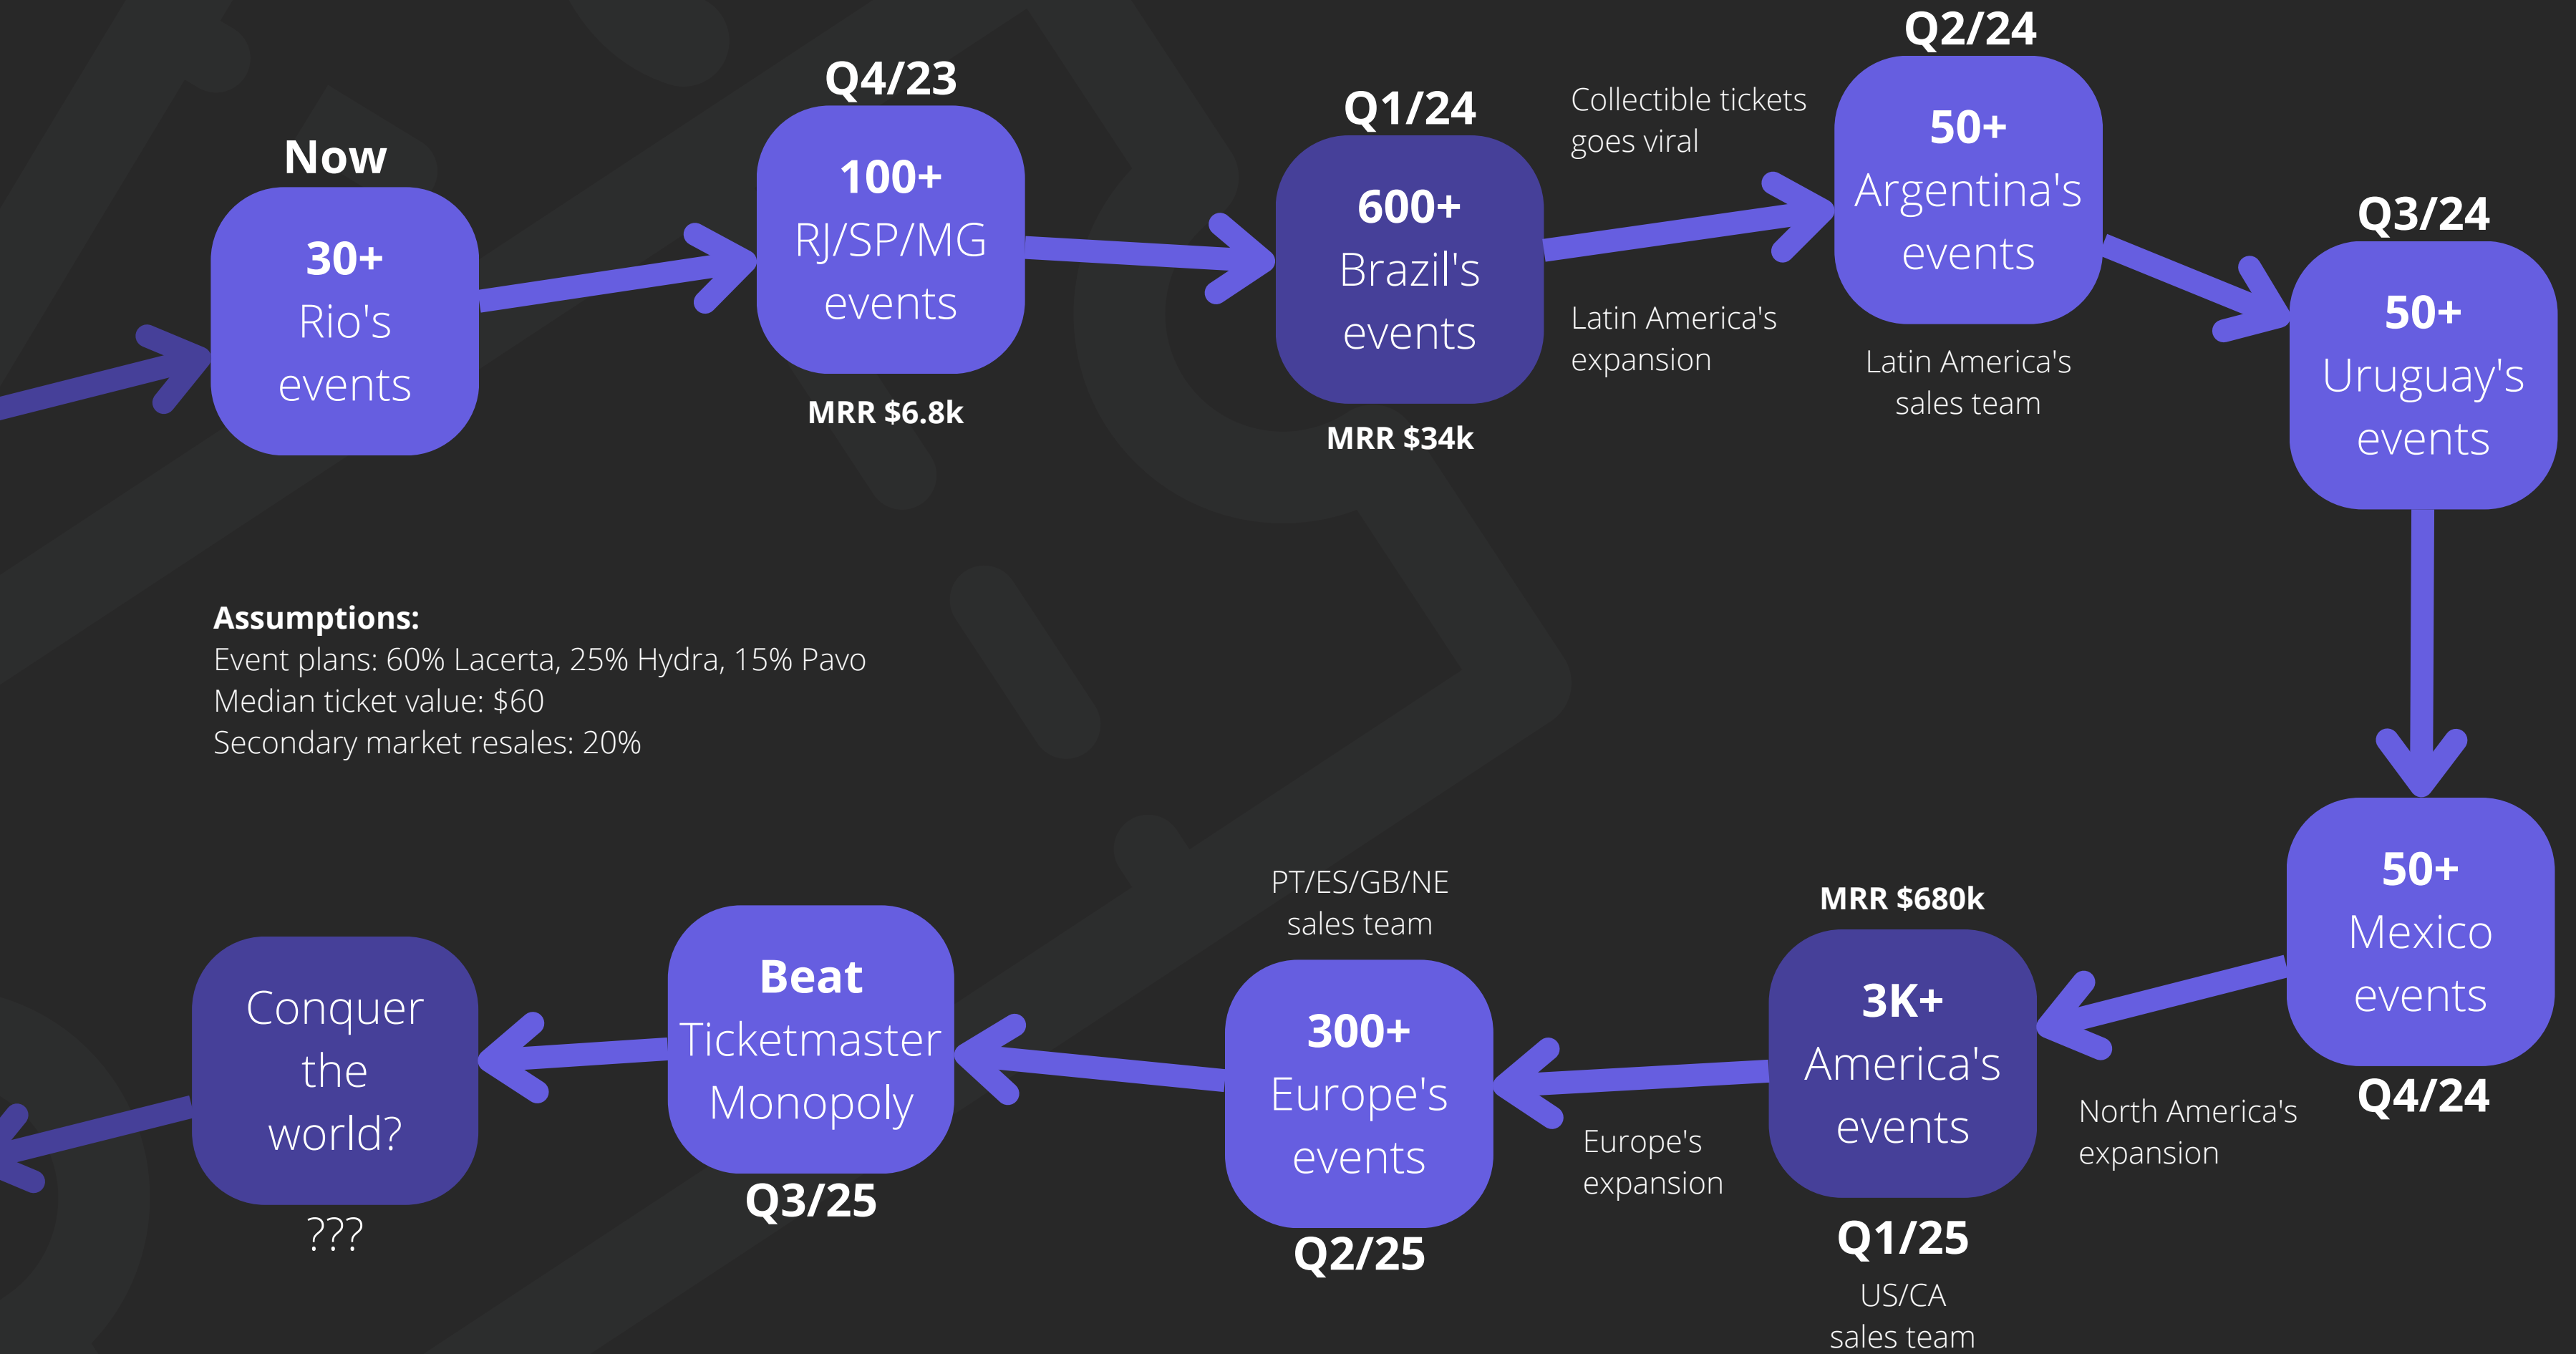 Now
30+
Rio's
events
Q4/23
100+
RJ/SP/MG
events
MRR $6.8k
Q1/24
600+
Brazil's
events
MRR $34k
Collectible tickets
goes viral
Latin America's
expansion
Q2/24
50+
Argentina's
events
Latin America's
sales team
Q3/24
50+
Uruguay's
events
Assumptions:
Event plans: 60% Lacerta, 25% Hydra, 15% Pavo
Median ticket value: $60
Secondary market resales: 20%
50+
Mexico
events
Q4/24
North America's
expansion
MRR $680k
3K+
America's
events
Q1/25
US/CA
sales team
Europe's
expansion
PT/ES/GB/NE
sales team
300+
Europe's
events
Q2/25
Beat
Ticketmaster
Monopoly
Q3/25
Conquer
the
world?
???